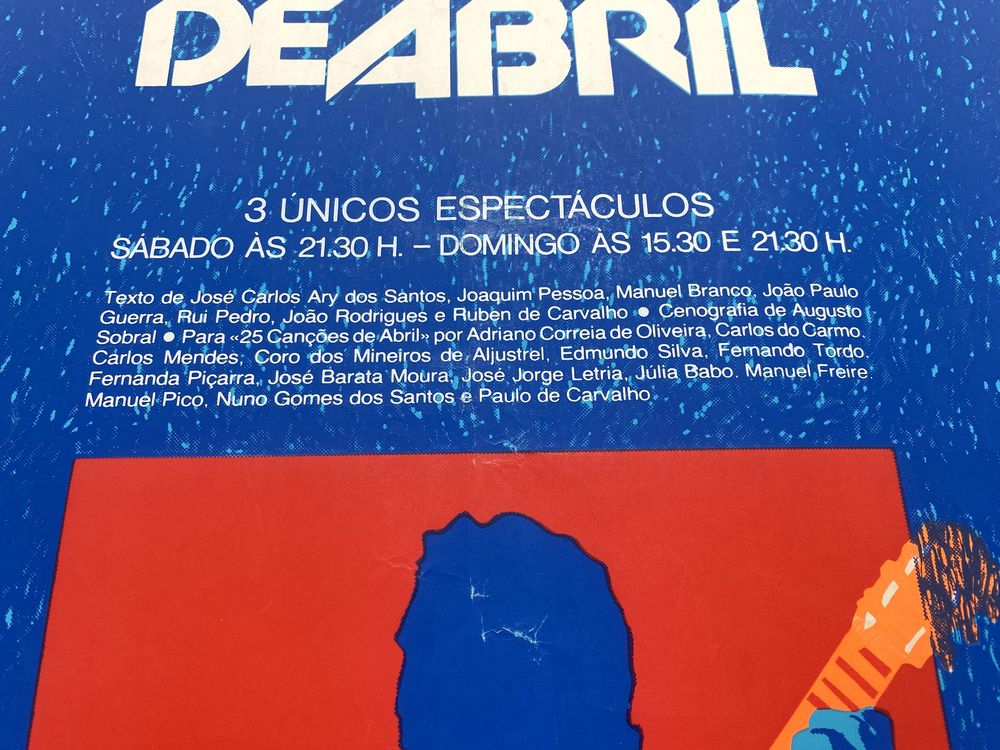 DE ABRIL
3 ÚNICOS ESPECTÁCULOS
SÁBADO ÀS 21.30 H. – DOMINGO ÀS 15.30 E 21.30 H.
Texto de José Carlos Ary dos Santos, Joaquim Pessoa, Manuel Branco, João Paulo
Guerra, Rui Pedro, João Rodrigues e Ruben de Carvalho ● Cenografia de Augusto
Sobral ● Para «25 Canções de Abril» por Adriano Correia de Oliveira, Carlos do Carmo,
Carlos Mendes, Coro dos Mineiros de Aljustrel, Edmundo Silva, Fernando Tordo,
Fernanda Piçarra, José Barata Moura, José Jorge Letria, Júlia Babo, Manuel Freire,
Manuel Pico, Nuno Gomes dos Santos e Paulo de Carvalho